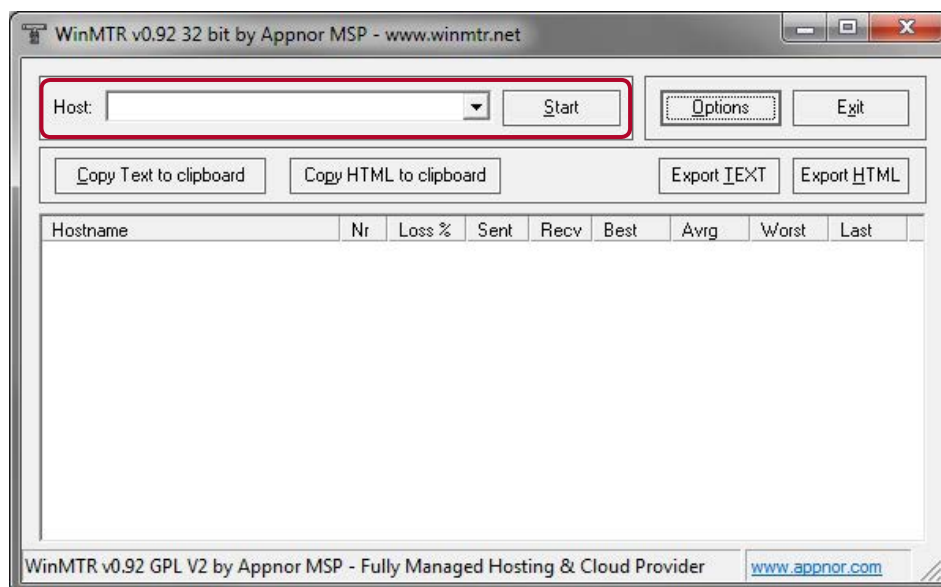 WinMTR v0.92 32 bit by Appnor MSP - www.winmtr.net
Host: Start Options Exit
Copy Text to clipboard Copy HTML to clipboard Export TEXT Export HTML
Hostname Nr Loss % Sent Recv Best Avrg Worst Last
WinMTR v0.92 GPL V2 by Appnor MSP - Fully Managed Hosting & Cloud Provider www.appnor.com